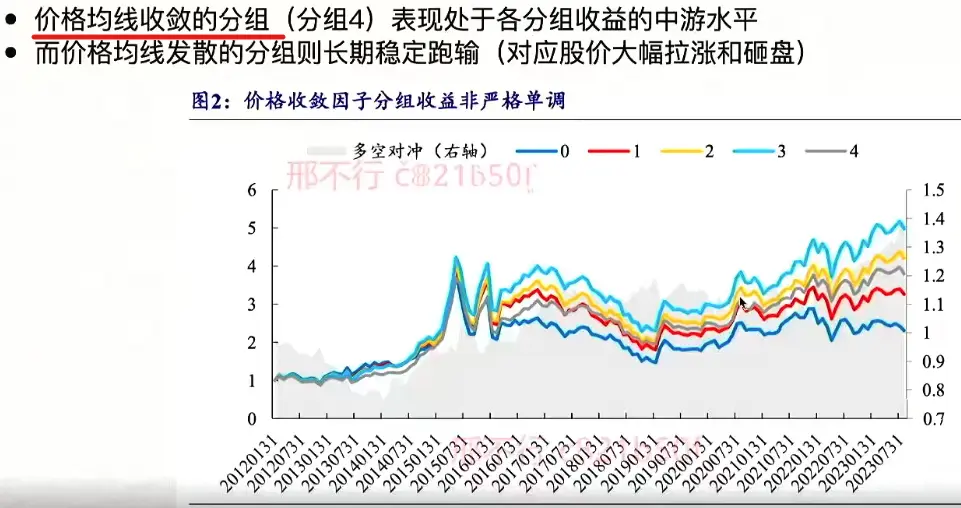 价格均线收敛的分组（分组4）表现处于各分组收益的中游水平
而价格均线发散的分组则长期稳定跑输（对应股价大幅拉涨和砸盘）
图2：价格收敛因子分组收益非严格单调
多空对冲（右轴） 0 1 2 3 4
邢不行
6 1.5
5 1.4
4 1.3
3 1.2
2 1.1
1 1
0 0.9
0.8
0.7
20120131 20120731 20130131 20130731 20140131 20140731 20150131 20150731 20160131 20160731 20170131 20170731 20180131 20180731 20190131 20190731 20200131 20200731 20210131 20210731 20220131 20220731 20230131 20230731